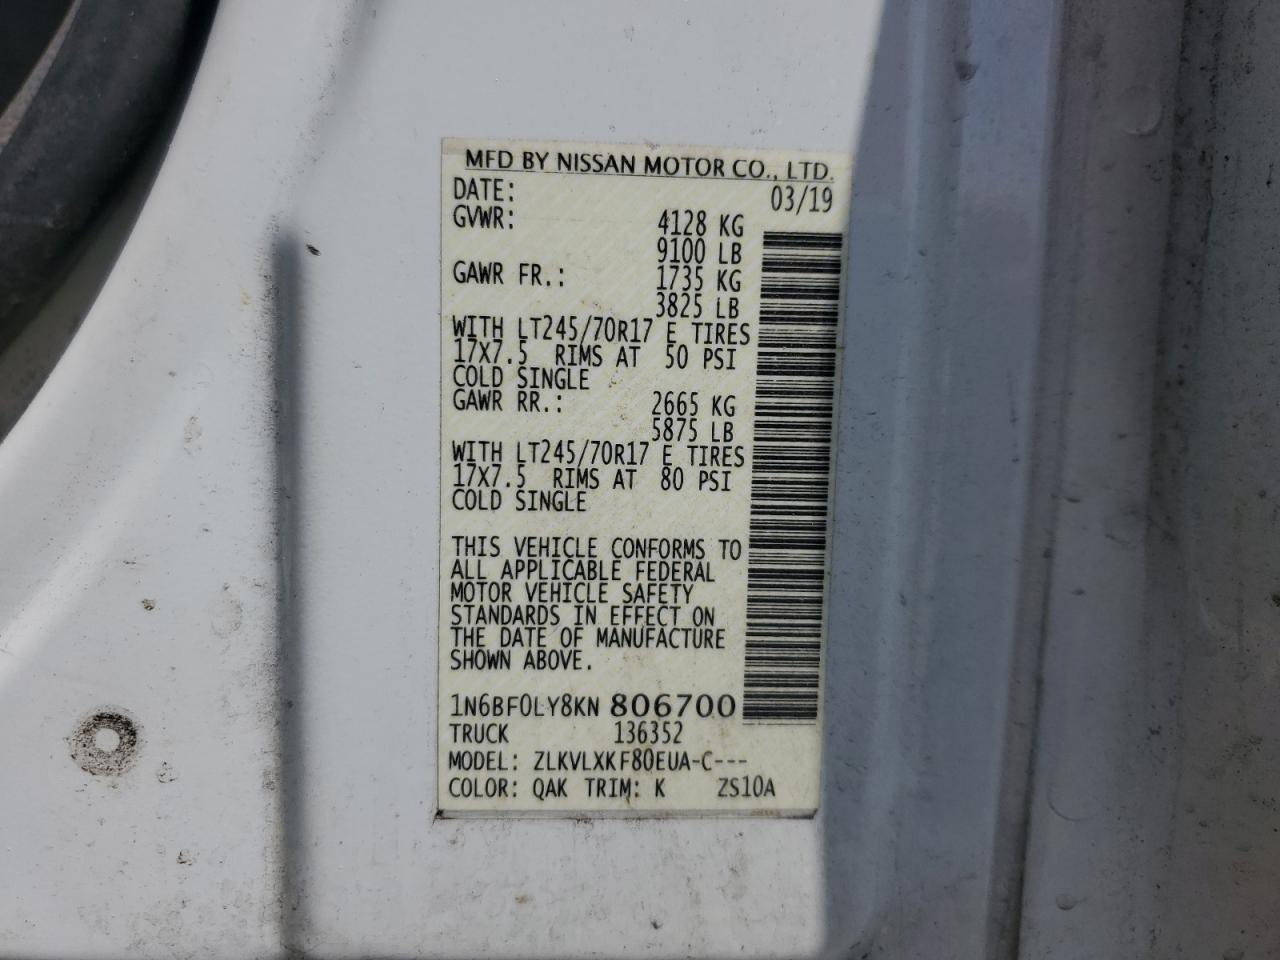 MFD BY NISSAN MOTOR CO., LTD.
DATE: 03/19
GVWR: 4128 KG
9100 LB
GAWR FR.: 1735 KG
3825 LB
WITH LT245/70R17 E TIRES
17X7.5 RIMS AT 50 PSI
COLD SINGLE
GAWR RR.: 2665 KG
5875 LB
WITH LT245/70R17 E TIRES
17X7.5 RIMS AT 80 PSI
COLD SINGLE
THIS VEHICLE CONFORMS TO
ALL APPLICABLE FEDERAL
MOTOR VEHICLE SAFETY
STANDARDS IN EFFECT ON
THE DATE OF MANUFACTURE
SHOWN ABOVE.
1N6BF0LY8KN 806700
TRUCK 136352
MODEL: ZLKVLXKF80EUA-C---
COLOR: QAK TRIM: K ZS10A